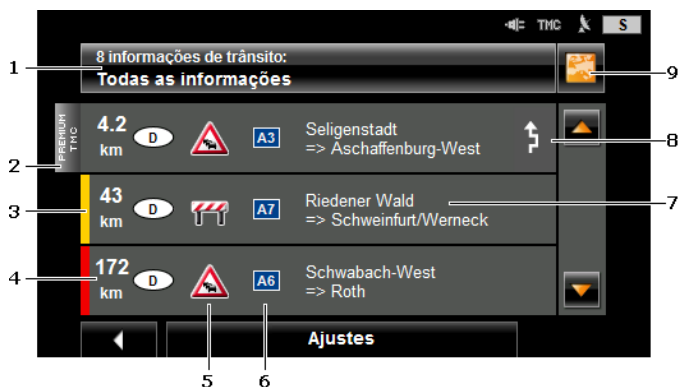 TMC S
8 informações de trânsito:
Todas as informações
1
9
PREMIUM
TMC
4.2
km
D
A3
Seligenstadt
=> Aschaffenburg-West
8
2
43
km
D
A7
Riedener Wald
=> Schweinfurt/Werneck
7
3
172
km
D
A6
Schwabach-West
=> Roth
4
Ajustes
5
6